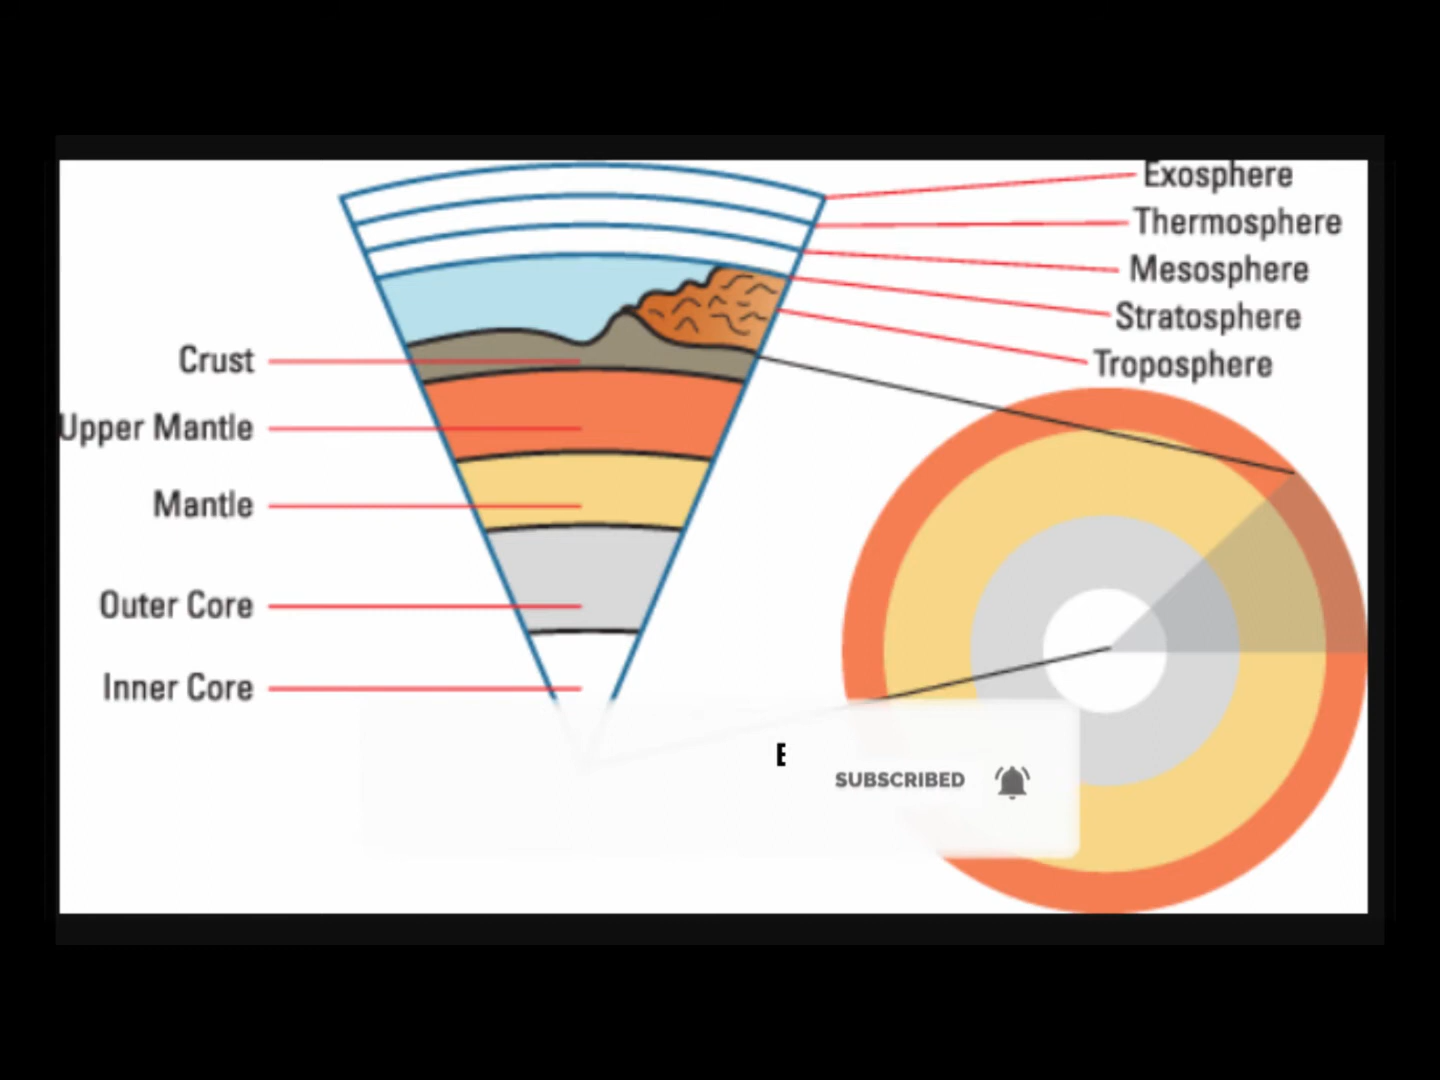 Exosphere
Thermosphere
Mesosphere
Stratosphere
Troposphere
Crust
Upper Mantle
Mantle
Outer Core
Inner Core
E
SUBSCRIBED